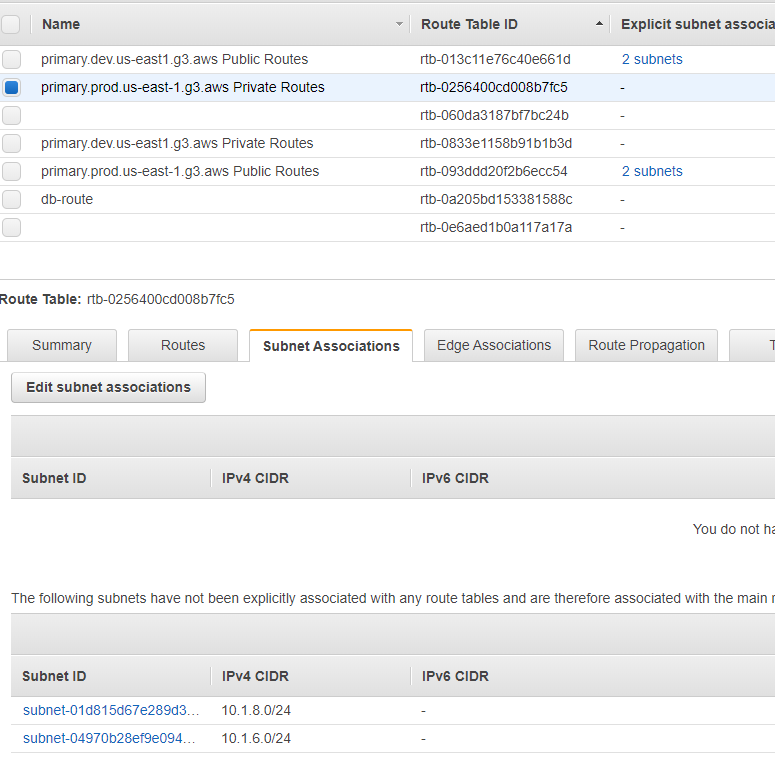 Name Route Table ID Explicit subnet associa
primary.dev.us-east1.g3.aws Public Routes rtb-013c11e76c40e661d 2 subnets
primary.prod.us-east-1.g3.aws Private Routes rtb-0256400cd008b7fc5 -
rtb-060da3187bf7bc24b -
primary.dev.us-east1.g3.aws Private Routes rtb-0833e1158b91b1b3d -
primary.prod.us-east-1.g3.aws Public Routes rtb-093ddd20f2b6ecc54 2 subnets
db-route rtb-0a205bd153381588c -
rtb-0e6aed1b0a117a17a -
Route Table: rtb-0256400cd008b7fc5
Summary Routes Subnet Associations Edge Associations Route Propagation T
Edit subnet associations
Subnet ID IPv4 CIDR IPv6 CIDR
You do not ha
The following subnets have not been explicitly associated with any route tables and are therefore associated with the main r
Subnet ID IPv4 CIDR IPv6 CIDR
subnet-01d815d67e289d3... 10.1.8.0/24 -
subnet-04970b28ef9e094... 10.1.6.0/24 -